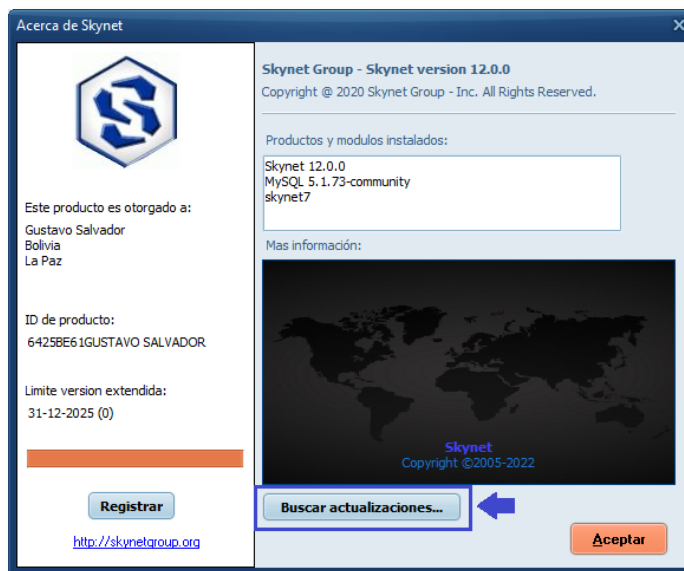 Acerca de Skynet
Este producto es otorgado a:
Gustavo Salvador
Bolivia
La Paz
ID de producto:
6425BE61GUSTAVO SALVADOR
Limite version extendida:
31-12-2025 (0)
Registrar
http://skynetgroup.org
Skynet Group - Skynet version 12.0.0
Copyright @ 2020 Skynet Group - Inc. All Rights Reserved.
Productos y modulos instalados:
Skynet 12.0.0
MySQL 5.1.73-community
skynet7
Mas información:
Skynet
Copyright ©2005-2022
Buscar actualizaciones...
Aceptar